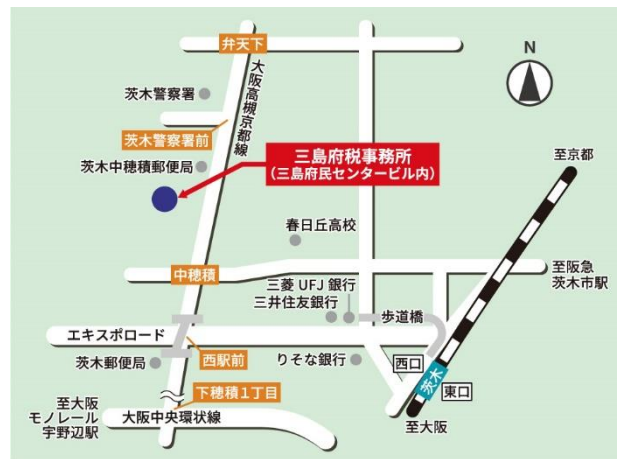 弁天下
N
大阪高槻京都線
茨木警察署
茨木警察署前
三島府税事務所
(三島府民センタービル内)
茨木中穂積郵便局
至京都
春日丘高校
中穂積
至阪急
茨木市駅
三菱UFJ銀行
三井住友銀行
歩道橋
エキスポロード
西駅前
茨木郵便局
りそな銀行
西口
茨木
東口
下穂積1丁目
至大阪
モノレール
宇野辺駅
大阪中央環状線
至大阪